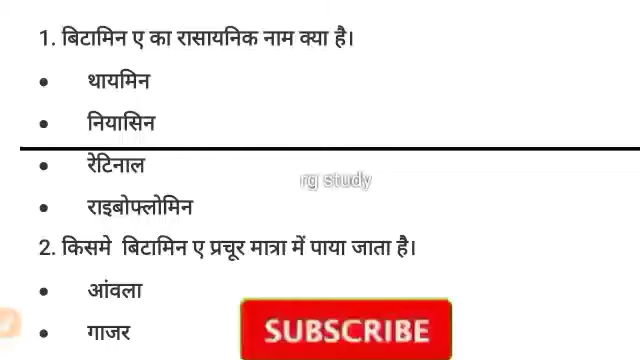 1. बिटामिन ए का रासायनिक नाम क्या है।
• थायमिन
• नियासिन
• रेटिनाल
rg study
• राइबोफ्लोमिन
2. किसमे बिटामिन ए प्रचूर मात्रा में पाया जाता है।
• आंवला
• गाजर
SUBSCRIBE